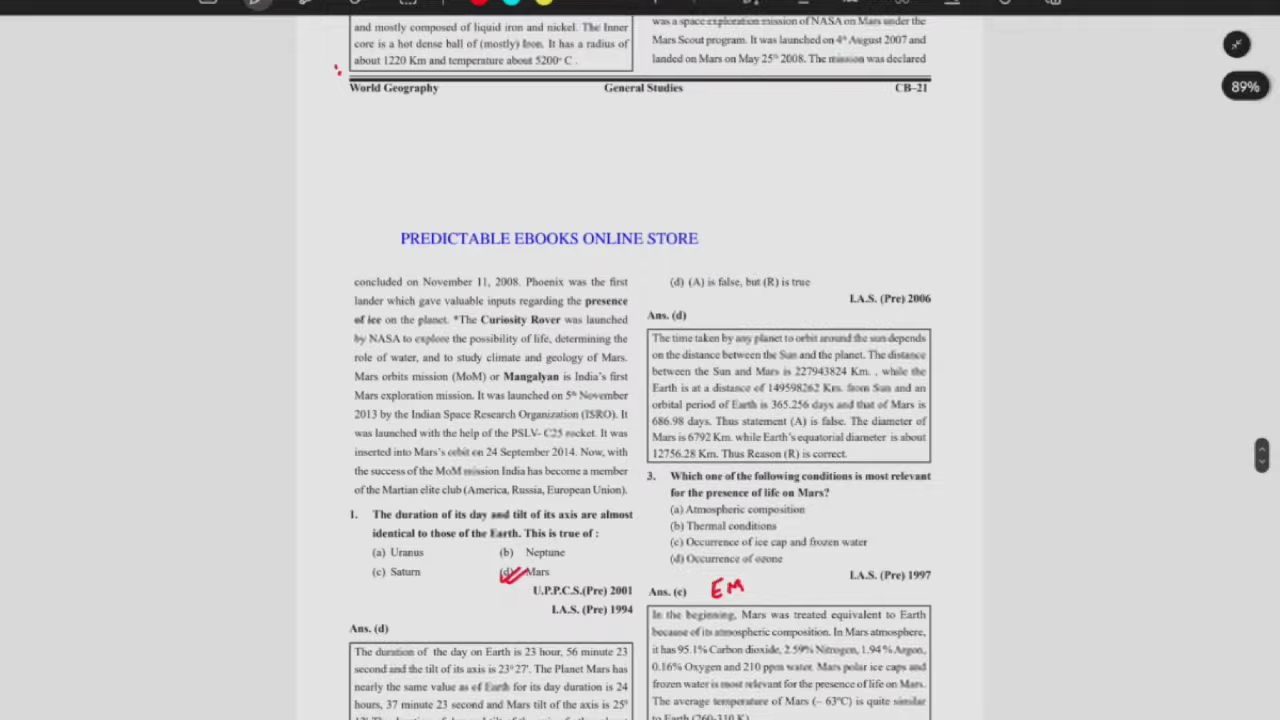 89%
and mostly composed of liquid iron and nickel. The Inner
core is a hot dense ball of (mostly) Iron. It has a radius of
about 1220 Km and temperature about 5200° C .
was a space exploration mission of NASA on Mars under the
Mars Scout program. It was launched on 4th August 2007 and
landed on Mars on May 25th 2008. The mission was declared
World Geography General Studies CB–21
PREDICTABLE EBOOKS ONLINE STORE
concluded on November 11, 2008. Phoenix was the first
lander which gave valuable inputs regarding the presence
of ice on the planet. *The Curiosity Rover was launched
by NASA to explore the possibility of life, determining the
role of water, and to study climate and geology of Mars.
Mars orbits mission (MoM) or Mangalyan is India's first
Mars exploration mission. It was launched on 5th November
2013 by the Indian Space Research Organization (ISRO). It
was launched with the help of the PSLV- C25 rocket. It was
inserted into Mars's orbit on 24 September 2014. Now, with
the success of the MoM mission India has become a member
of the Martian elite club (America, Russia, European Union).
1. The duration of its day and tilt of its axis are almost
identical to those of the Earth. This is true of :
(a) Uranus (b) Neptune
(c) Saturn (d) Mars
U.P.P.C.S.(Pre) 2001
I.A.S. (Pre) 1994
Ans. (d)
The duration of the day on Earth is 23 hour, 56 minute 23
second and the tilt of its axis is 23° 27'. The Planet Mars has
nearly the same value as of Earth for its day duration is 24
hours, 37 minute 23 second and Mars tilt of the axis is 25°
(d) (A) is false, but (R) is true
I.A.S. (Pre) 2006
Ans. (d)
The time taken by any planet to orbit around the sun depends
on the distance between the Sun and the planet. The distance
between the Sun and Mars is 227943824 Km. , while the
Earth is at a distance of 149598262 Km. from Sun and an
orbital period of Earth is 365.256 days and that of Mars is
686.98 days. Thus statement (A) is false. The diameter of
Mars is 6792 Km. while Earth's equatorial diameter is about
12756.28 Km. Thus Reason (R) is correct.
3. Which one of the following conditions is most relevant
for the presence of life on Mars?
(a) Atmospheric composition
(b) Thermal conditions
(c) Occurrence of ice cap and frozen water
(d) Occurrence of ozone
I.A.S. (Pre) 1997
Ans. (c) EM
In the beginning, Mars was treated equivalent to Earth
because of its atmospheric composition. In Mars atmosphere,
it has 95.1% Carbon dioxide, 2.59% Nitrogen, 1.94 % Argon,
0.16% Oxygen and 210 ppm water. Mars polar ice caps and
frozen water is most relevant for the presence of life on Mars.
The average temperature of Mars (– 63°C) is quite similar
to Earth (260-310 K)